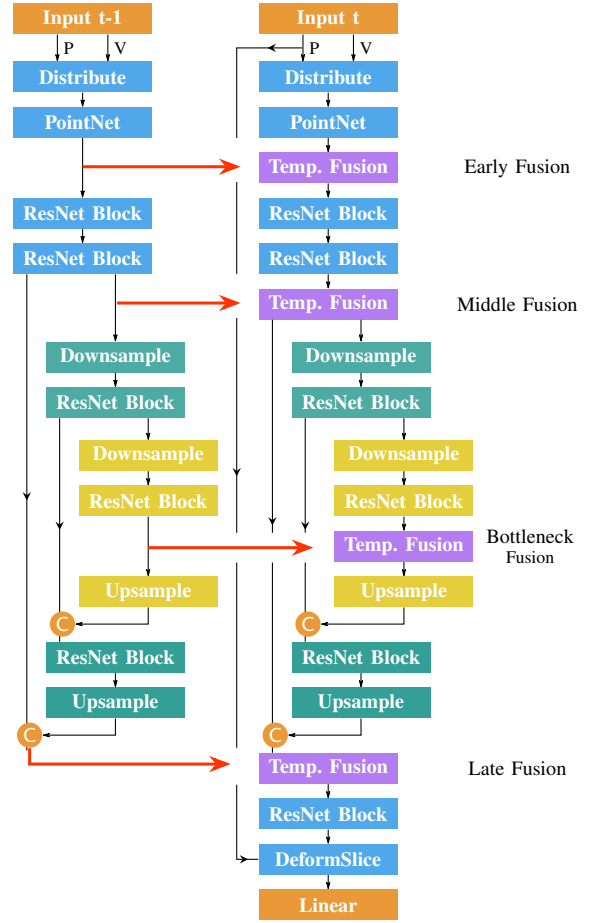 Input t-1
Input t
P V
P V
Distribute
Distribute
PointNet
PointNet
Temp. Fusion
Early Fusion
ResNet Block
ResNet Block
ResNet Block
ResNet Block
Temp. Fusion
Middle Fusion
Downsample
Downsample
ResNet Block
ResNet Block
Downsample
Downsample
ResNet Block
ResNet Block
Temp. Fusion
Bottleneck
Fusion
Upsample
Upsample
C
C
ResNet Block
ResNet Block
Upsample
Upsample
C
C
Temp. Fusion
Late Fusion
ResNet Block
DeformSlice
Linear